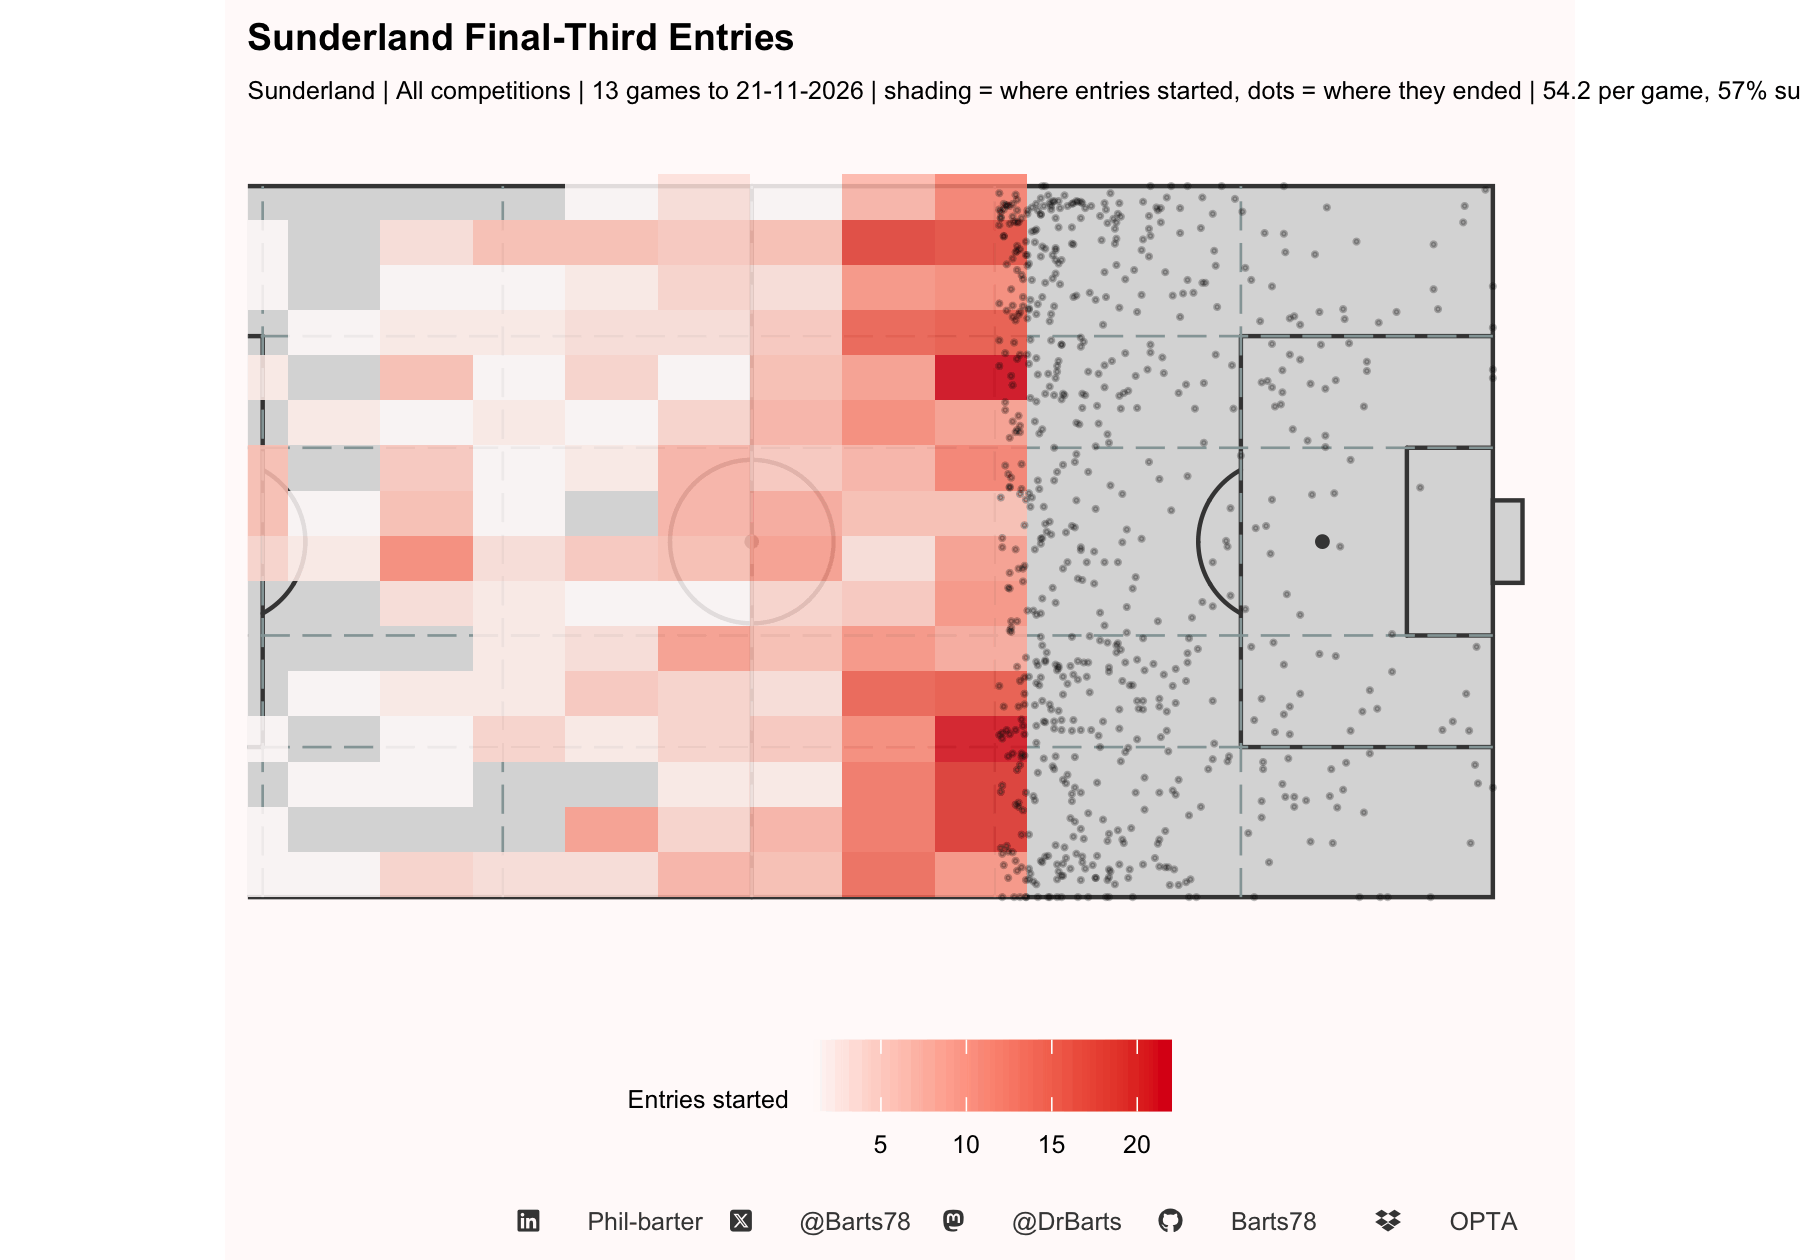 Sunderland Final-Third Entries
Sunderland | All competitions | 13 games to 21-11-2026 | shading = where entries started, dots = where they ended | 54.2 per game, 57% su
Entries started
5 10 15 20
Phil-barter @Barts78 @DrBarts Barts78 OPTA